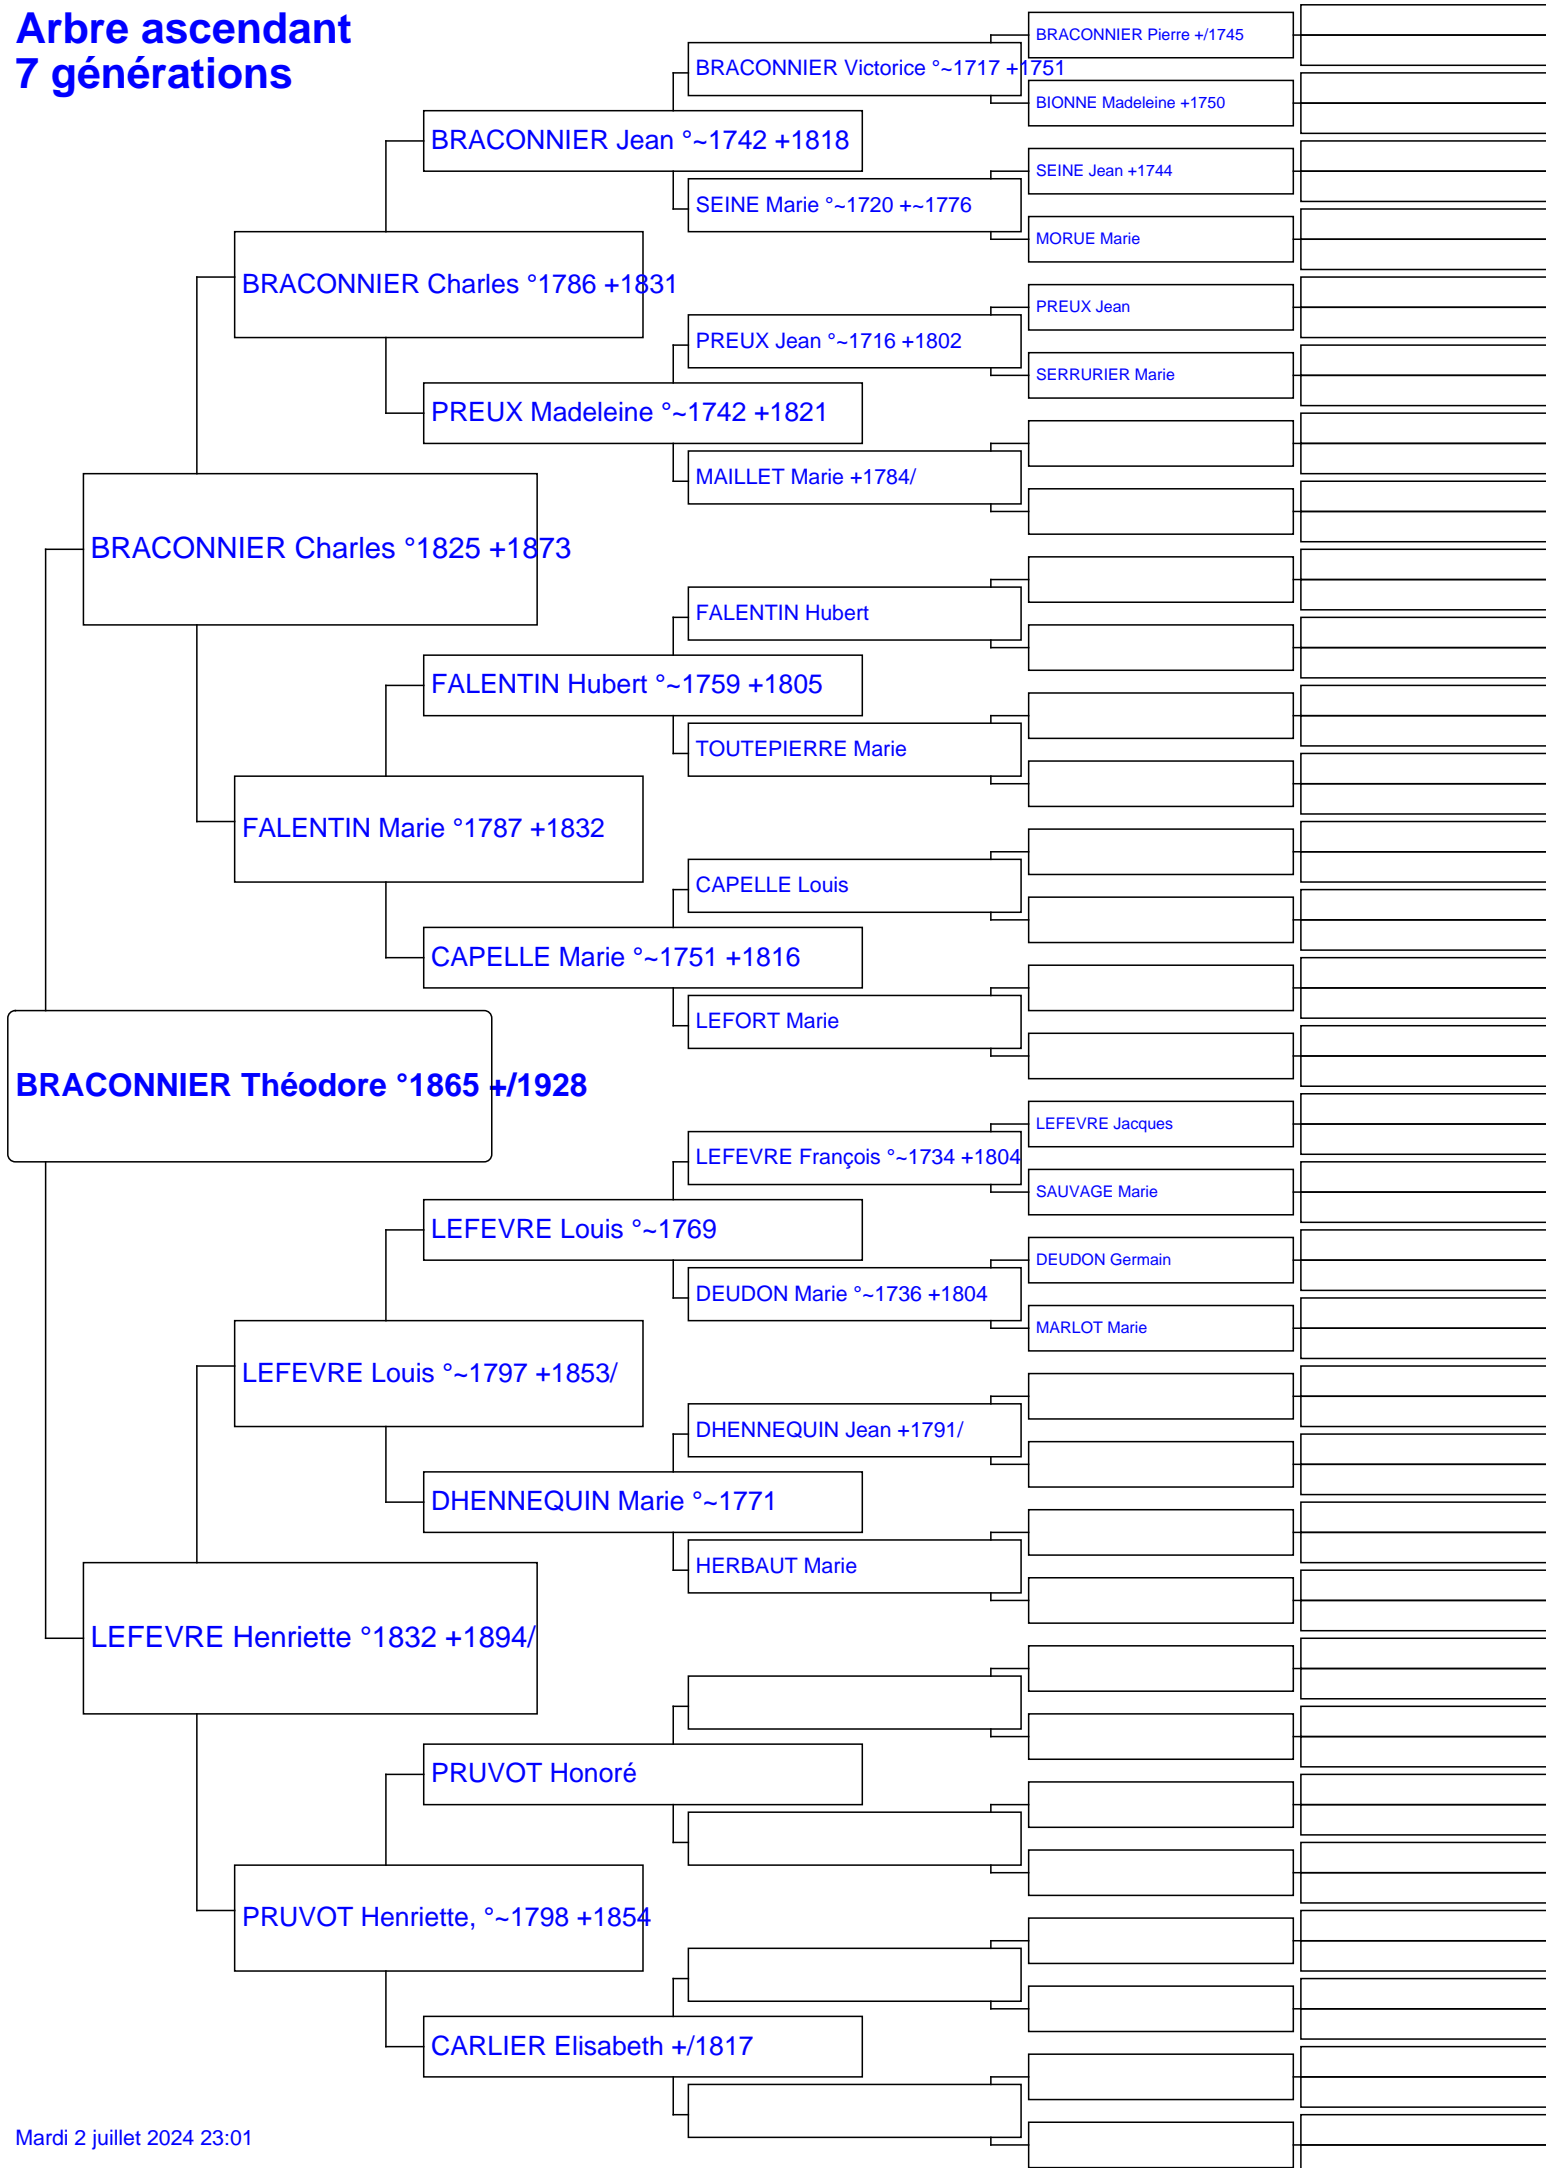 Arbre ascendant
7 générations
BRACONNIER Pierre +/1745
BRACONNIER Victorice °~1717 +1751
BIONNE Madeleine +1750
BRACONNIER Jean °~1742 +1818
SEINE Jean +1744
SEINE Marie °~1720 +~1776
MORUE Marie
BRACONNIER Charles °1786 +1831
PREUX Jean
PREUX Jean °~1716 +1802
SERRURIER Marie
PREUX Madeleine °~1742 +1821
MAILLET Marie +1784/
BRACONNIER Charles °1825 +1873
FALENTIN Hubert
FALENTIN Hubert °~1759 +1805
TOUTEPIERRE Marie
FALENTIN Marie °1787 +1832
CAPELLE Louis
CAPELLE Marie °~1751 +1816
LEFORT Marie
BRACONNIER Théodore °1865 +/1928
LEFEVRE Jacques
LEFEVRE François °~1734 +1804
SAUVAGE Marie
LEFEVRE Louis °~1769
DEUDON Germain
DEUDON Marie °~1736 +1804
MARLOT Marie
LEFEVRE Louis °~1797 +1853/
DHENNEQUIN Jean +1791/
DHENNEQUIN Marie °~1771
HERBAUT Marie
LEFEVRE Henriette °1832 +1894/
PRUVOT Honoré
PRUVOT Henriette, °~1798 +1854
CARLIER Elisabeth +/1817
Mardi 2 juillet 2024 23:01